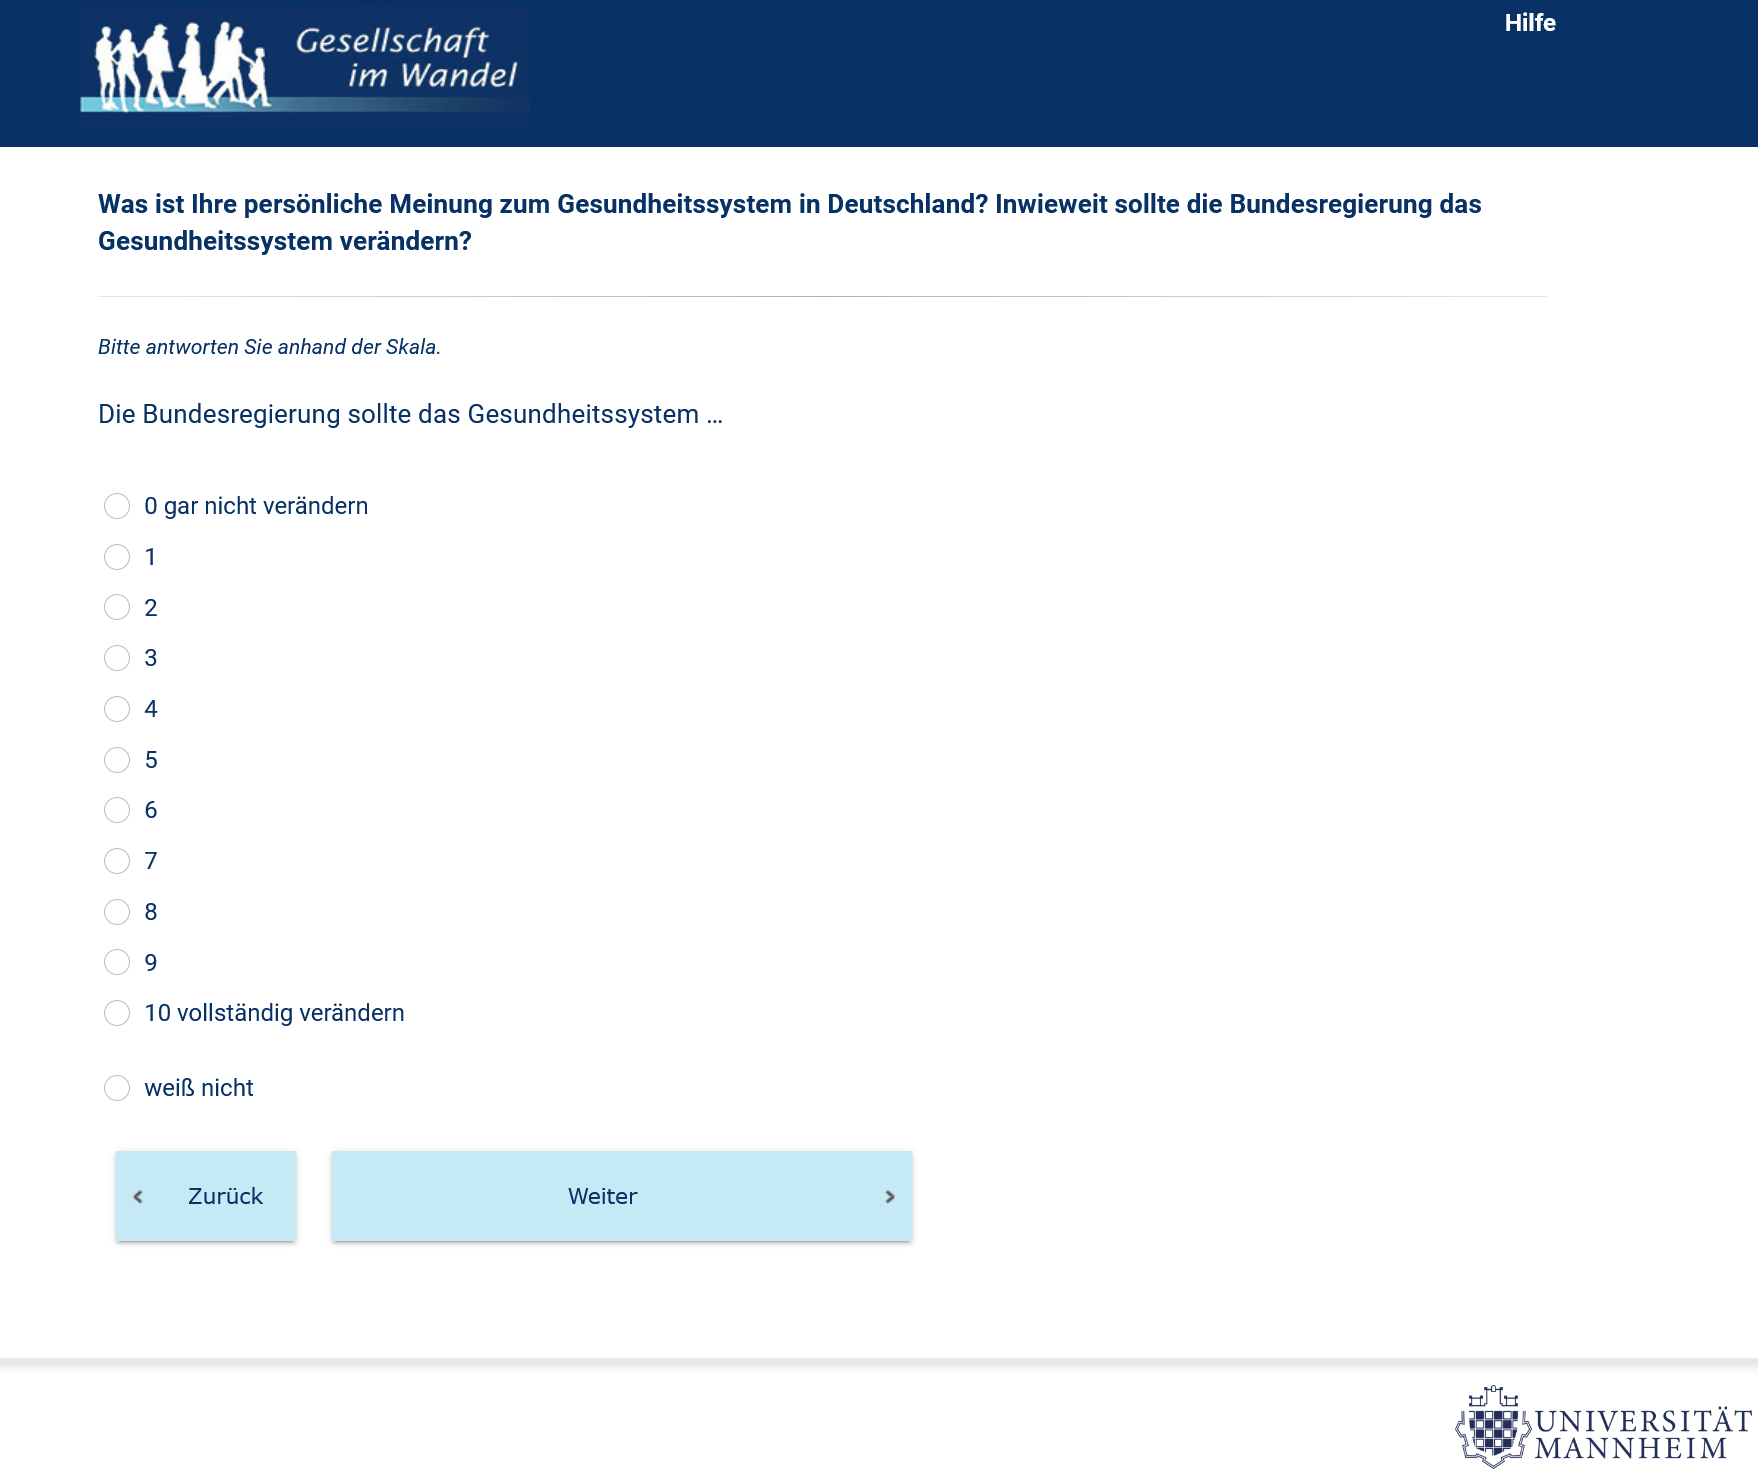 Gesellschaft
im Wandel
Hilfe
Was ist Ihre persönliche Meinung zum Gesundheitssystem in Deutschland? Inwieweit sollte die Bundesregierung das
Gesundheitssystem verändern?
Bitte antworten Sie anhand der Skala.
Die Bundesregierung sollte das Gesundheitssystem ...
0 gar nicht verändern
1
2
3
4
5
6
7
8
9
10 vollständig verändern
weiß nicht
Zurück
Weiter
UNIVERSITÄT
MANNHEIM